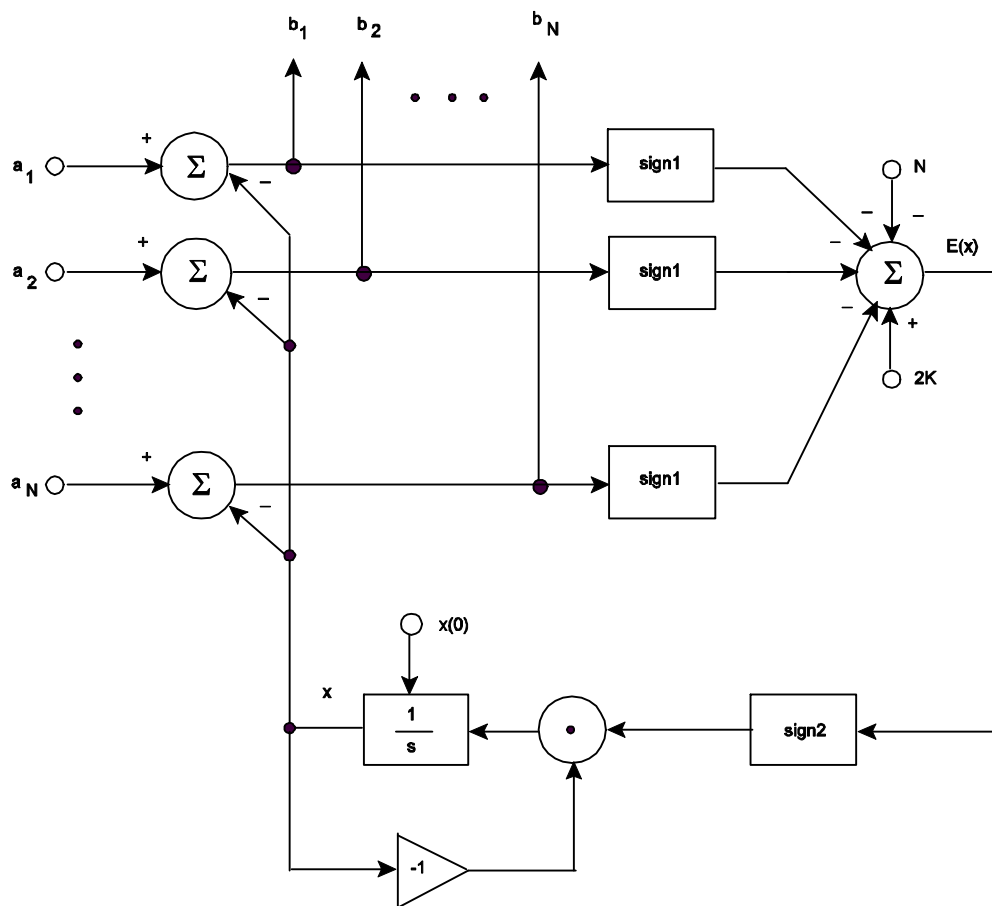 b1 b2 bN
+
a1 Σ sign1 N
−
− −
+ − E(x)
a2 Σ sign1 Σ
− − +
2K
+
aN Σ sign1
−
x(0)
x
1
s
sign2
-1